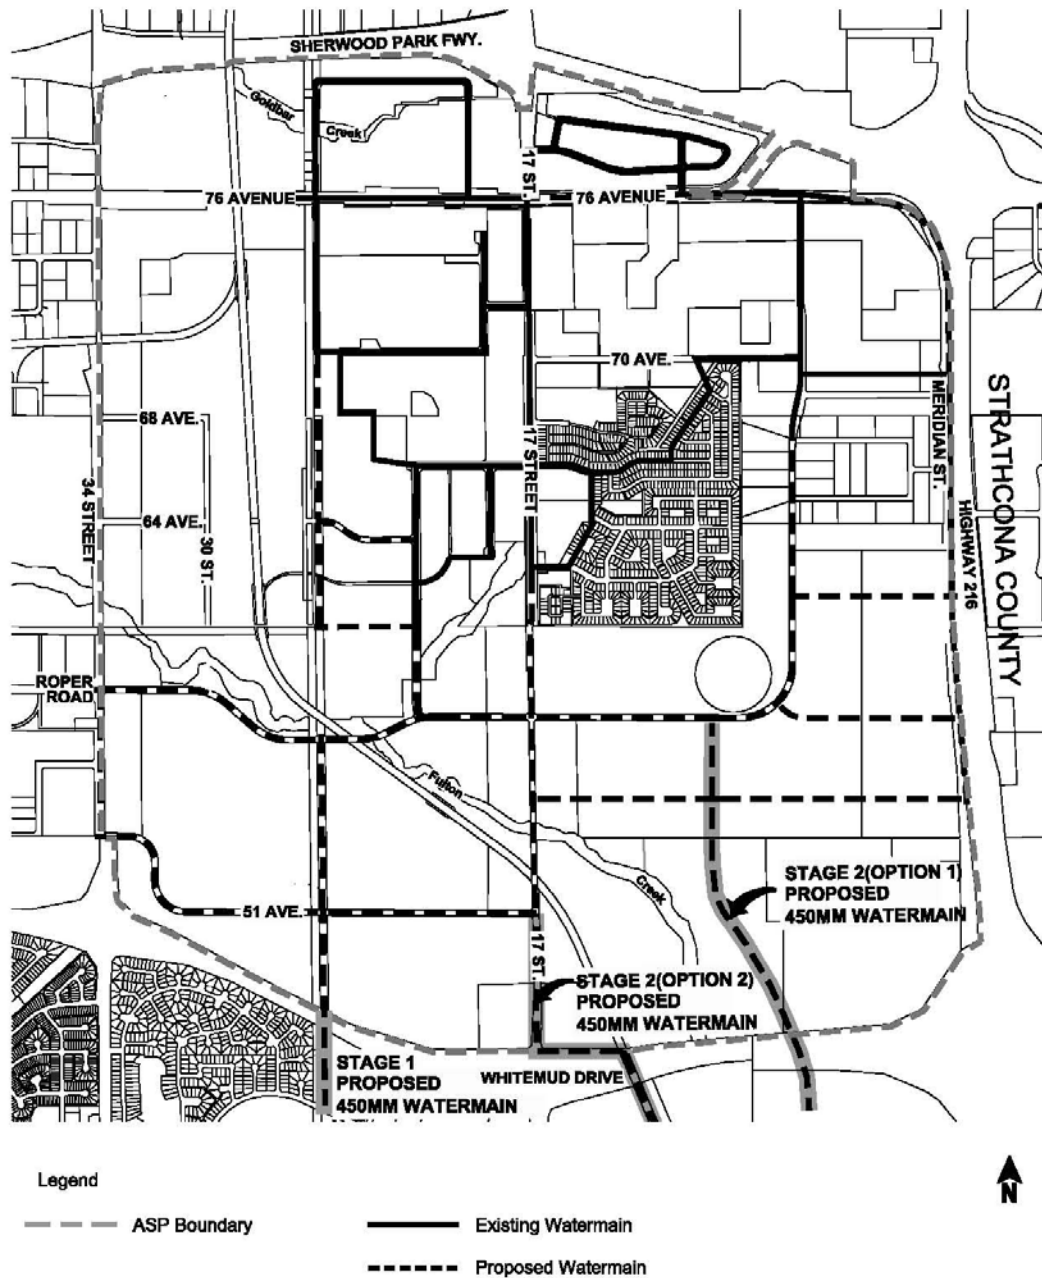 SHERWOOD PARK FWY.
Goldbar
Creek
17 ST.
76 AVENUE
76 AVENUE
70 AVE.
68 AVE.
34 STREET
64 AVE.
30 ST.
17 STREET
MERIDIAN ST.
HIGHWAY 216
STRATHCONA COUNTY
ROPER
ROAD
Fulton
Creek
51 AVE.
17 ST.
STAGE 2(OPTION 1)
PROPOSED
450MM WATERMAIN
STAGE 2(OPTION 2)
PROPOSED
450MM WATERMAIN
STAGE 1
PROPOSED
450MM WATERMAIN
WHITEMUD DRIVE
N
Legend
ASP Boundary
Existing Watermain
Proposed Watermain